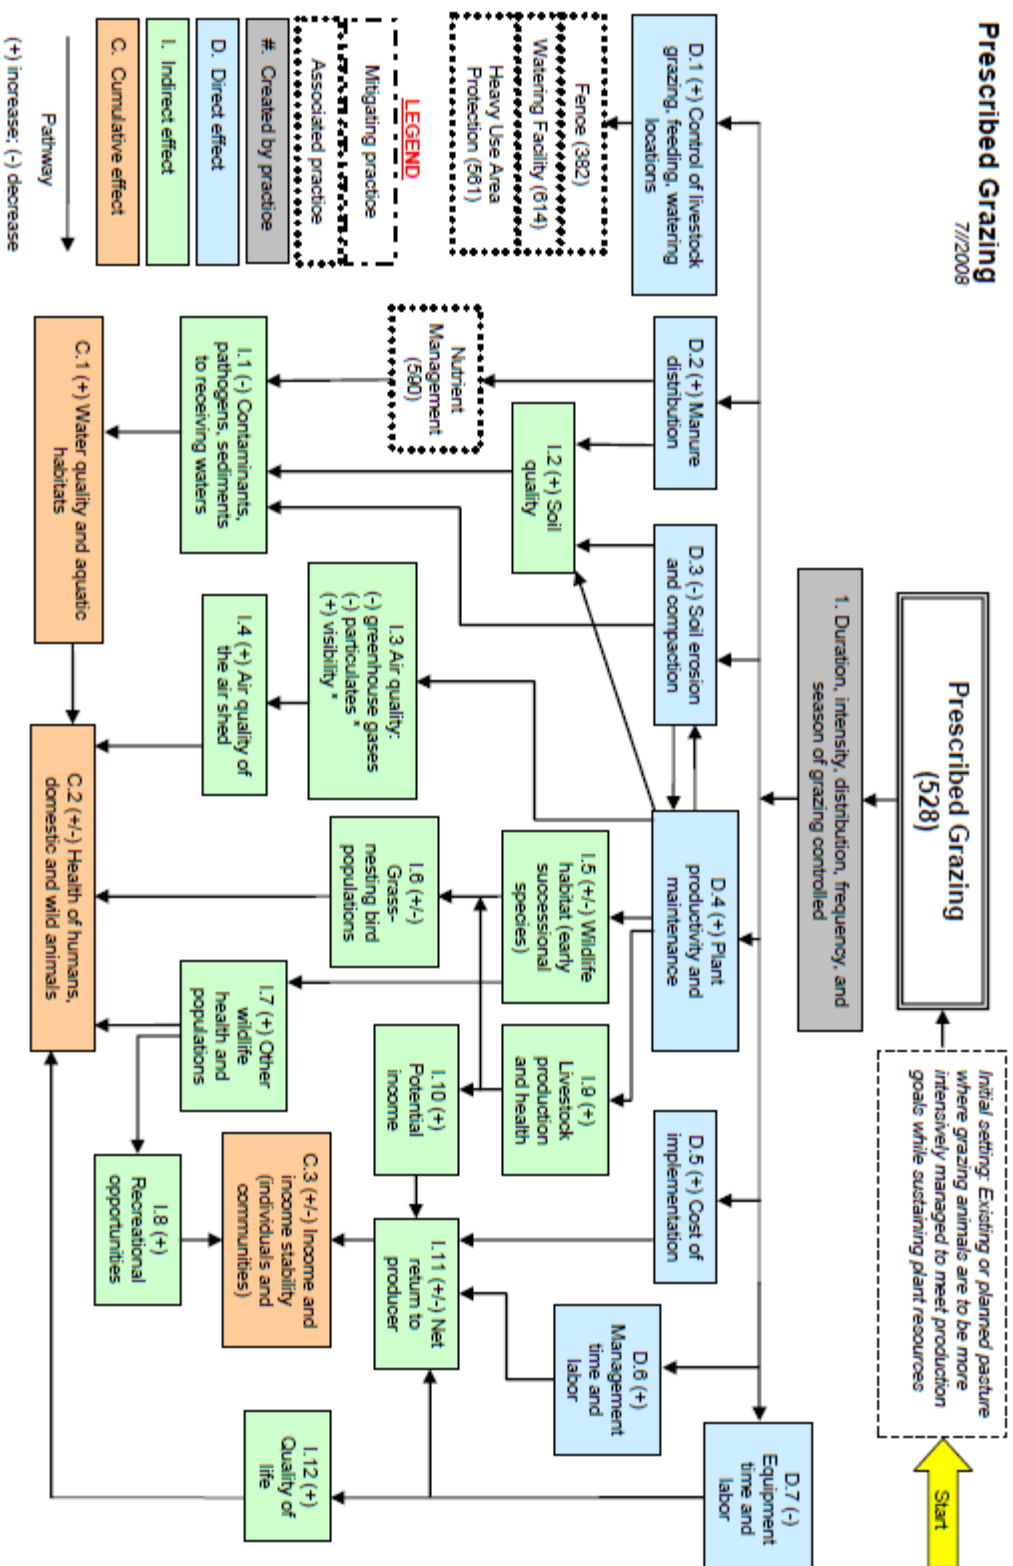 Prescribed Grazing
7//2008
Start
Initial setting: Existing or planned pasture
where grazing animals are to be more
intensively managed to meet production
goals while sustaining plant resources
Prescribed Grazing
(528)
1. Duration, intensity, distribution, frequency, and
season of grazing controlled
D.1 (+) Control of livestock
grazing, feeding, watering
locations
D.2 (+) Manure
distribution
D.3 (-) Soil erosion
and compaction
D.4 (+) Plant
productivity and
maintenance
D.5 (+) Cost of
implementation
D.6 (+)
Management
time and
labor
D.7 (-)
Equipment
time and
labor
Fence (382)
Watering Facility (614)
Heavy Use Area
Protection (561)
Nutrient
Management
(590)
I.2 (+) Soil
quality
I.5 (+/-) Wildlife
habitat (early
successional
species)
I.9 (+)
Livestock
production
and health
I.1 (-) Contaminants,
pathogens, sediments
to receiving waters
I.3 Air quality:
(-) greenhouse gases
(-) particulates *
(+) visibility *
I.4 (+) Air quality of
the air shed
I.6 (+/-)
Grass-
nesting bird
populations
I.7 (+) Other
wildlife
health and
populations
I.10 (+)
Potential
income
I.11 (+/-) Net
return to
producer
I.8 (+)
Recreational
opportunities
I.12 (+)
Quality of
life
C.1 (+) Water quality and aquatic
habitats
C.2 (+/-) Health of humans,
domestic and wild animals
C.3 (+/-) Income and
income stability
(individuals and
communities)
LEGEND
Mitigating practice
Associated practice
#. Created by practice
D. Direct effect
I. Indirect effect
C. Cumulative effect
Pathway
(+) increase; (-) decrease